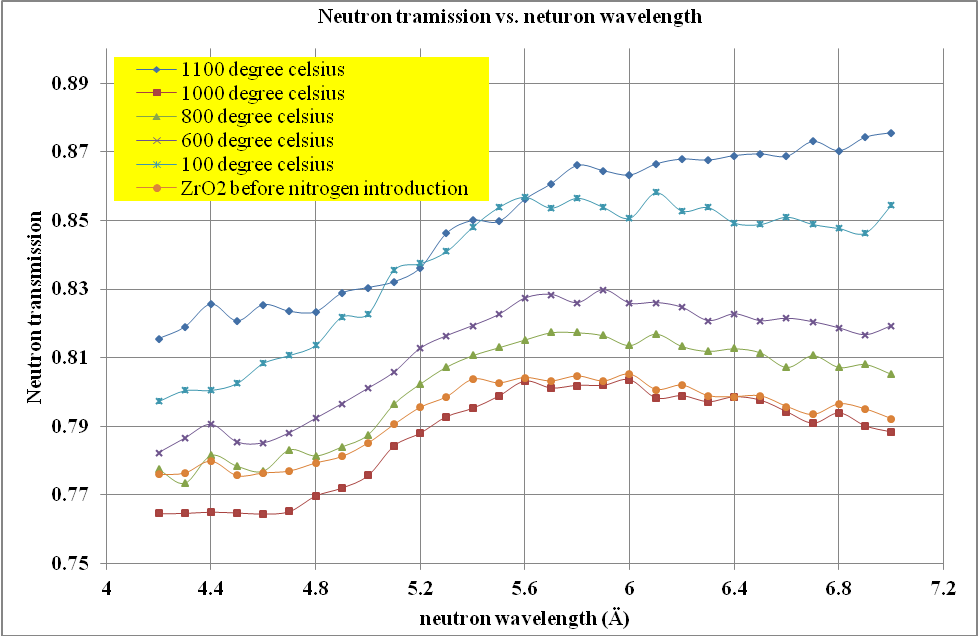 Neutron tramission vs. neturon wavelength
1100 degree celsius
1000 degree celsius
800 degree celsius
600 degree celsius
100 degree celsius
ZrO2 before nitrogen introduction
Neutron transmission
0.89
0.87
0.85
0.83
0.81
0.79
0.77
0.75
4 4.4 4.8 5.2 5.6 6 6.4 6.8 7.2
neutron wavelength (Ä)